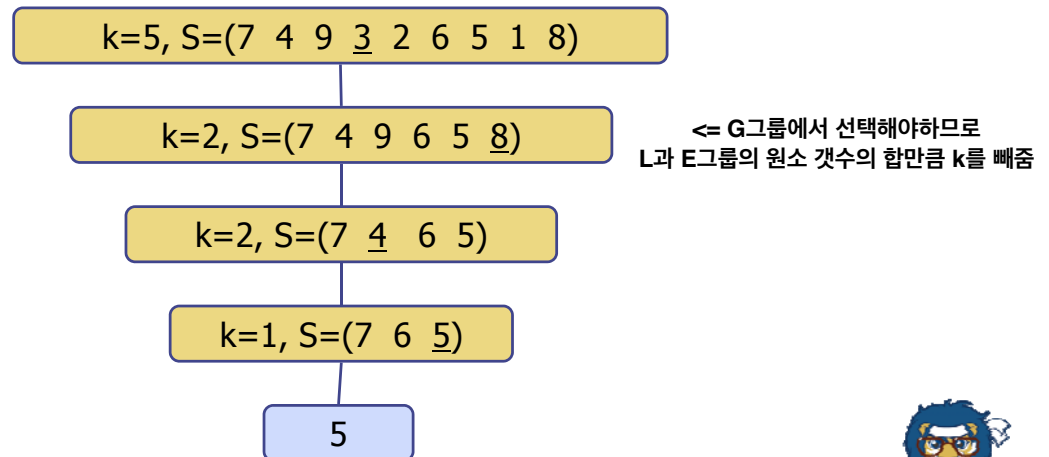 k=5, S=(7 4 9 3 2 6 5 1 8)
k=2, S=(7 4 9 6 5 8)
<= G그룹에서 선택해야하므로
L과 E그룹의 원소 갯수의 합만큼 k를 빼줌
k=2, S=(7 4 6 5)
k=1, S=(7 6 5)
5